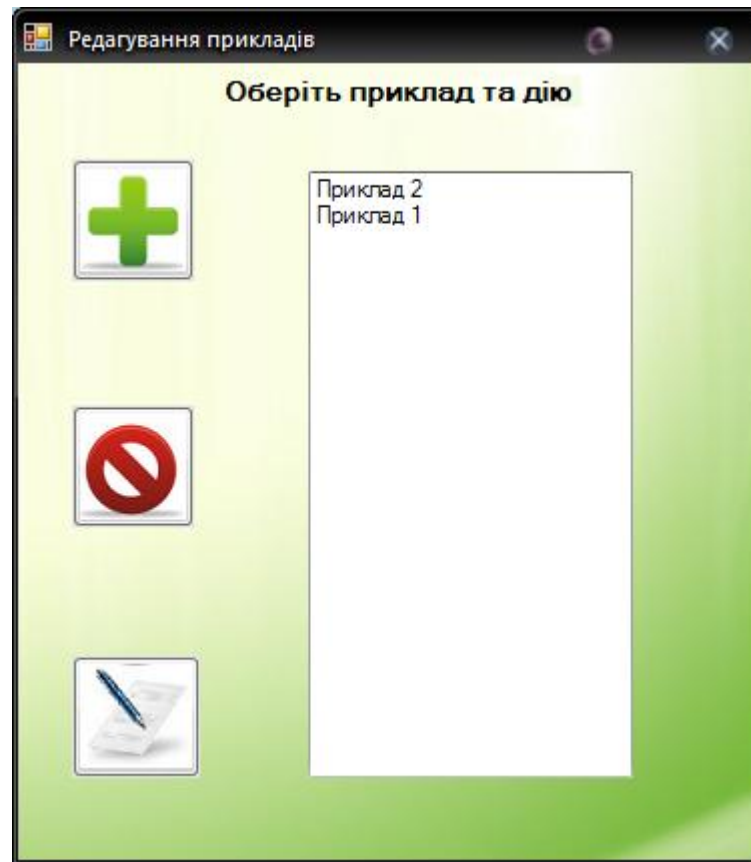 Редагування прикладів
Оберіть приклад та дію
Приклад 2
Приклад 1